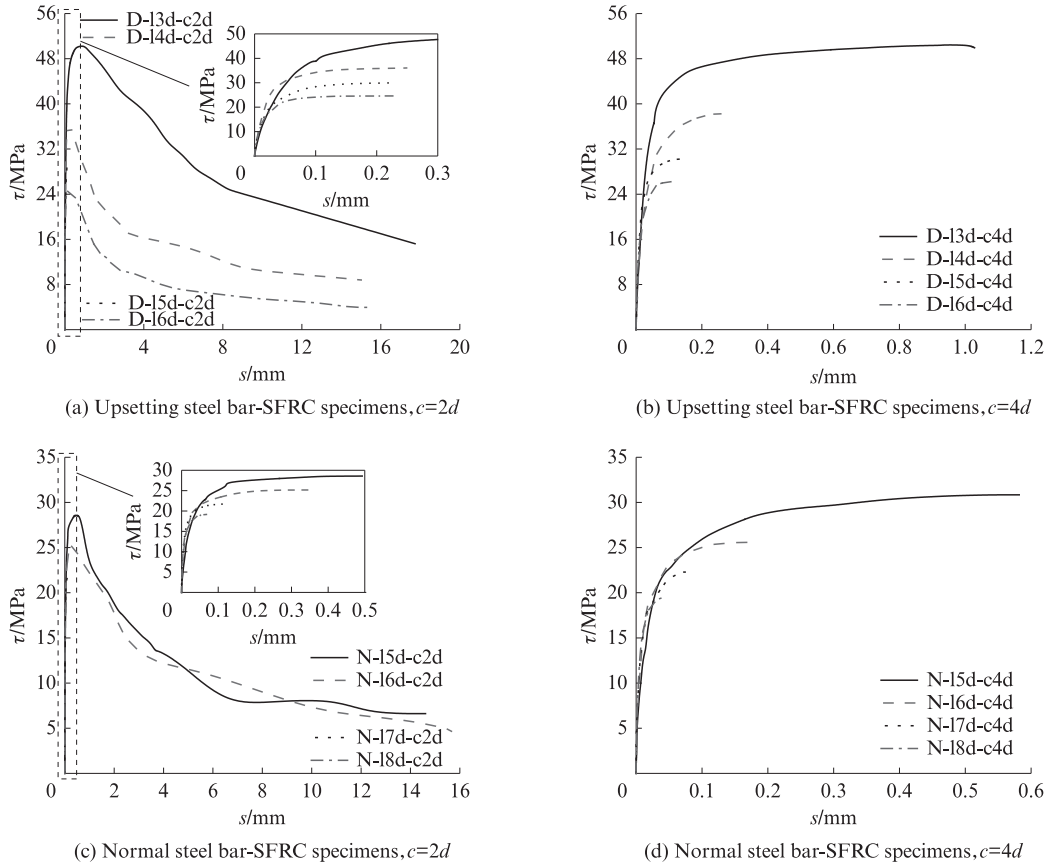 56
48
40
32
24
16
8
τ/MPa
0
4
8
12
16
20
s/mm
D-l3d-c2d
D-l4d-c2d
D-l5d-c2d
D-l6d-c2d
50
40
30
20
10
τ/MPa
0
0.1
0.2
0.3
s/mm
(a) Upsetting steel bar-SFRC specimens, c=2d
56
48
40
32
24
16
8
τ/MPa
0
0.2
0.4
0.6
0.8
1.0
1.2
s/mm
D-l3d-c4d
D-l4d-c4d
D-l5d-c4d
D-l6d-c4d
(b) Upsetting steel bar-SFRC specimens, c=4d
35
30
25
20
15
10
5
τ/MPa
0
2
4
6
8
10
12
14
16
s/mm
30
25
20
15
10
5
τ/MPa
0
0.1
0.2
0.3
0.4
0.5
s/mm
N-l5d-c2d
N-l6d-c2d
N-l7d-c2d
N-l8d-c2d
(c) Normal steel bar-SFRC specimens, c=2d
35
30
25
20
15
10
5
τ/MPa
0
0.1
0.2
0.3
0.4
0.5
0.6
s/mm
N-l5d-c4d
N-l6d-c4d
N-l7d-c4d
N-l8d-c4d
(d) Normal steel bar-SFRC specimens, c=4d